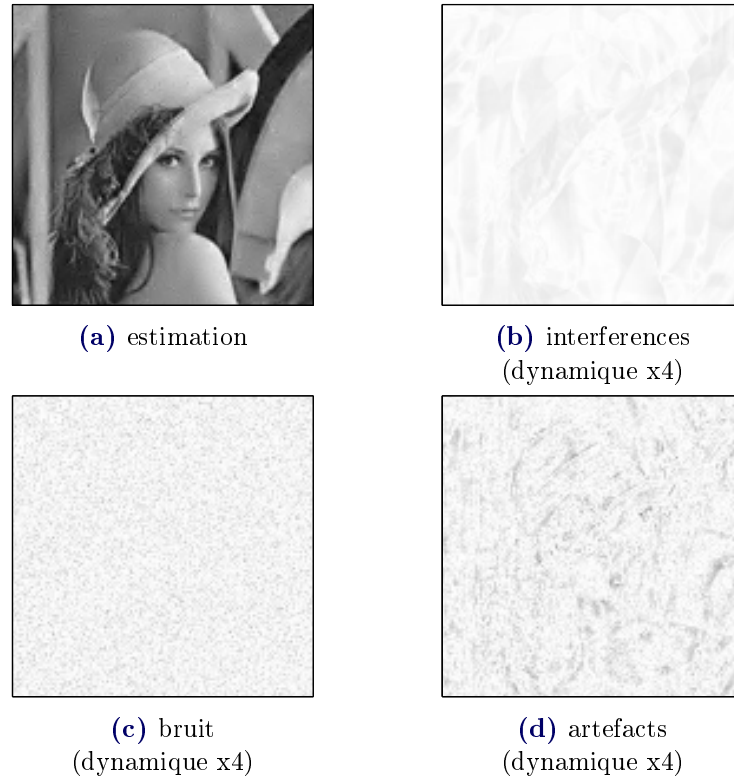 (a) estimation
(b) interferences
(dynamique x4)
(c) bruit
(dynamique x4)
(d) artefacts
(dynamique x4)